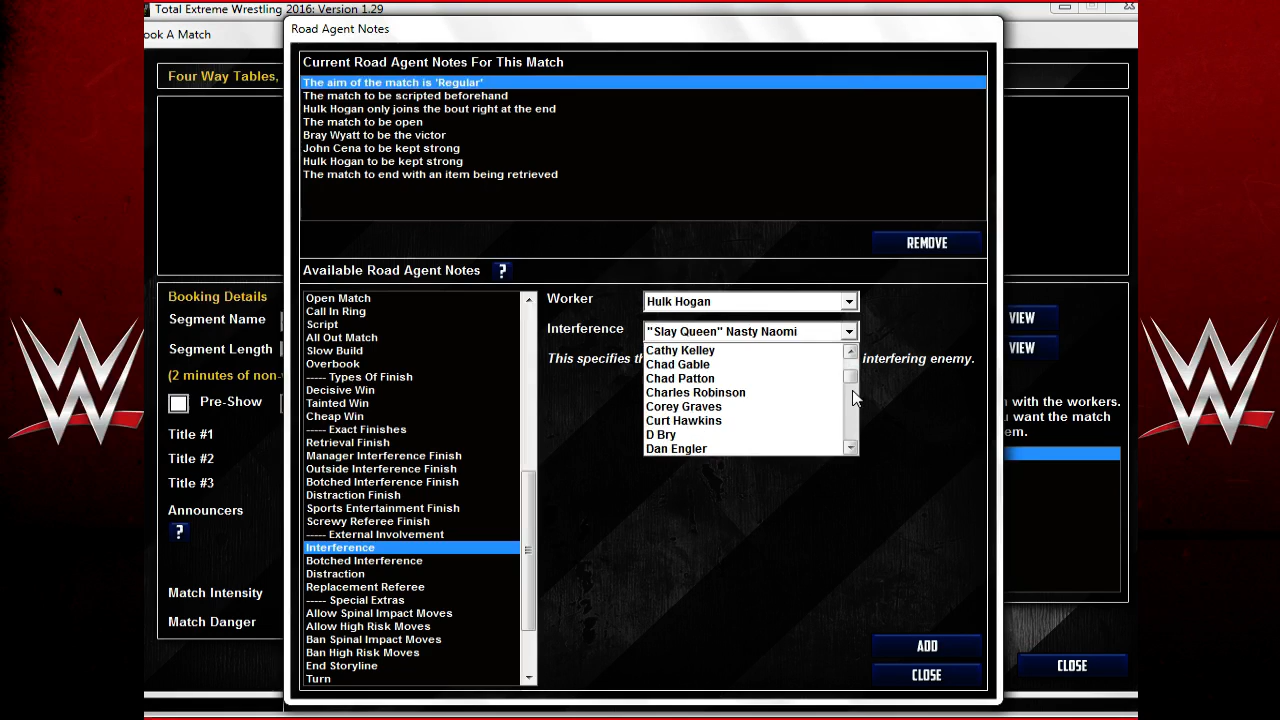 Total Extreme Wrestling 2016: Version 1.29
ook A Match
Road Agent Notes
Four Way Tables,
Current Road Agent Notes For This Match
The aim of the match is 'Regular'
The match to be scripted beforehand
Hulk Hogan only joins the bout right at the end
The match to be open
Bray Wyatt to be the victor
John Cena to be kept strong
Hulk Hogan to be kept strong
The match to end with an item being retrieved
REMOVE
Available Road Agent Notes ?
Open Match
Call In Ring
Script
All Out Match
Slow Build
Overbook
----- Types Of Finish
Decisive Win
Tainted Win
Cheap Win
----- Exact Finishes
Retrieval Finish
Manager Interference Finish
Outside Interference Finish
Botched Interference Finish
Distraction Finish
Sports Entertainment Finish
Screwy Referee Finish
----- External Involvement
Interference
Botched Interference
Distraction
Replacement Referee
----- Special Extras
Allow Spinal Impact Moves
Allow High Risk Moves
Ban Spinal Impact Moves
Ban High Risk Moves
End Storyline
Turn
Worker Hulk Hogan
Interference "Slay Queen" Nasty Naomi
This specifies th interfering enemy.
Cathy Kelley
Chad Gable
Chad Patton
Charles Robinson
Corey Graves
Curt Hawkins
D Bry
Dan Engler
ADD
CLOSE
Booking Details
Segment Name
Segment Length
(2 minutes of non-
Pre-Show
Title #1
Title #2
Title #3
Announcers
?
Match Intensity
Match Danger
VIEW
VIEW
n with the workers.
u want the match
em.
CLOSE